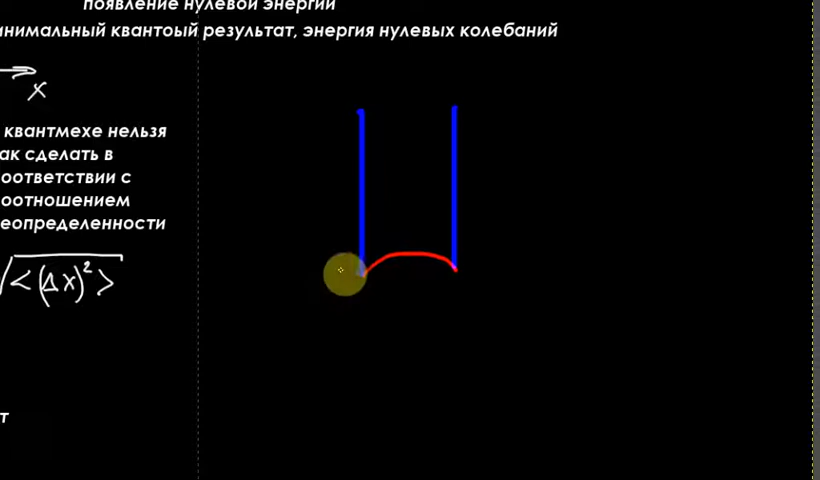 появление нулевой энергии
инимальный квантоый результат, энергия нулевых колебаний
x
квантмехе нельзя
ак сделать в
оответствии с
оотношением
еопределенности
√<(Δx)²>
т